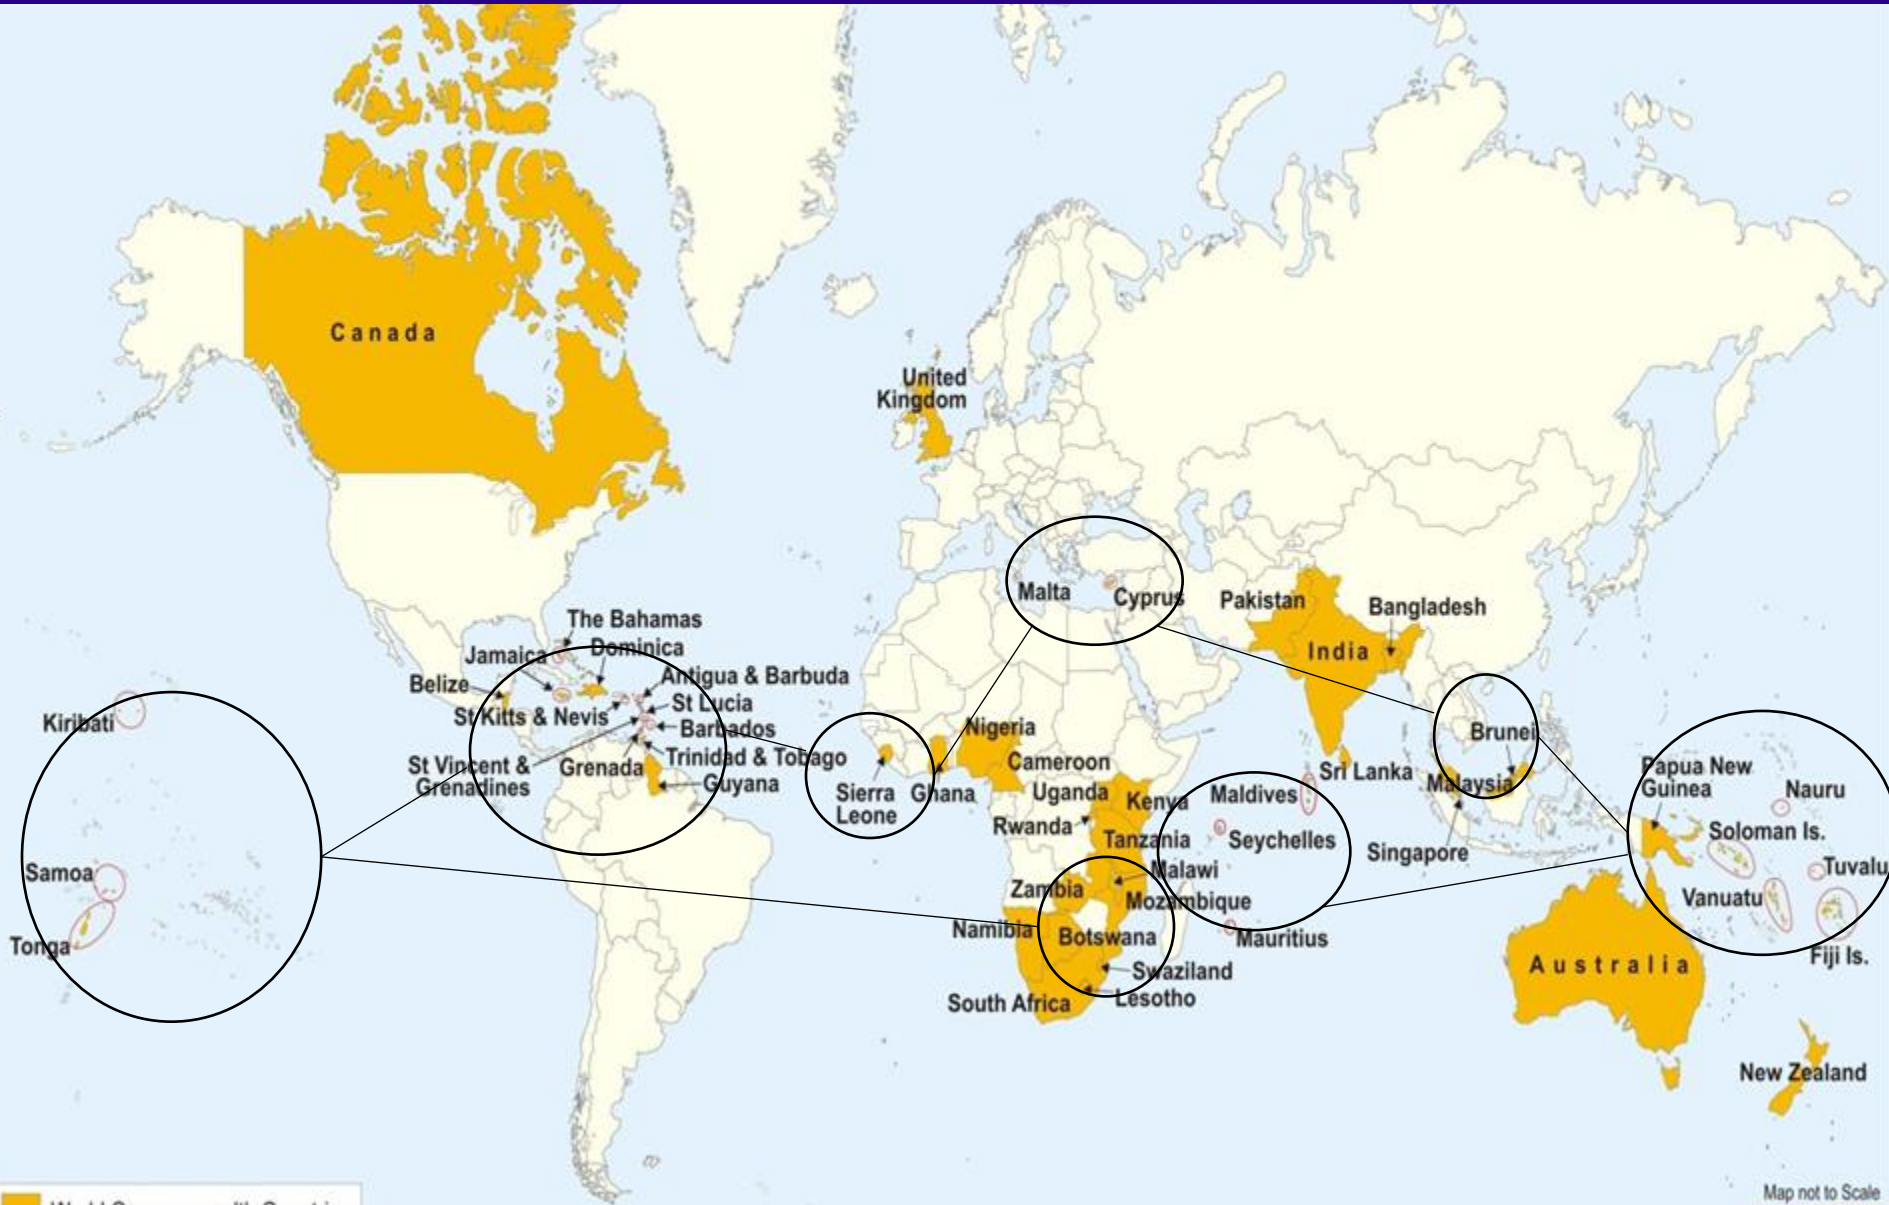 Canada
United
Kingdom
Malta
Cyprus
Pakistan
Bangladesh
India
The Bahamas
Dominica
Jamaica
Antigua & Barbuda
Belize
St Lucia
St Kitts & Nevis
Barbados
Trinidad & Tobago
St Vincent &
Grenadines
Grenada
Guyana
Kiribati
Samoa
Tonga
Nigeria
Cameroon
Sierra
Leone
Ghana
Uganda
Kenya
Rwanda
Tanzania
Malawi
Zambia
Mozambique
Namibia
Botswana
Mauritius
Swaziland
Lesotho
South Africa
Maldives
Seychelles
Sri Lanka
Brunei
Malaysia
Singapore
Papua New
Guinea
Nauru
Soloman Is.
Tuvalu
Vanuatu
Fiji Is.
Australia
New Zealand
Map not to Scale